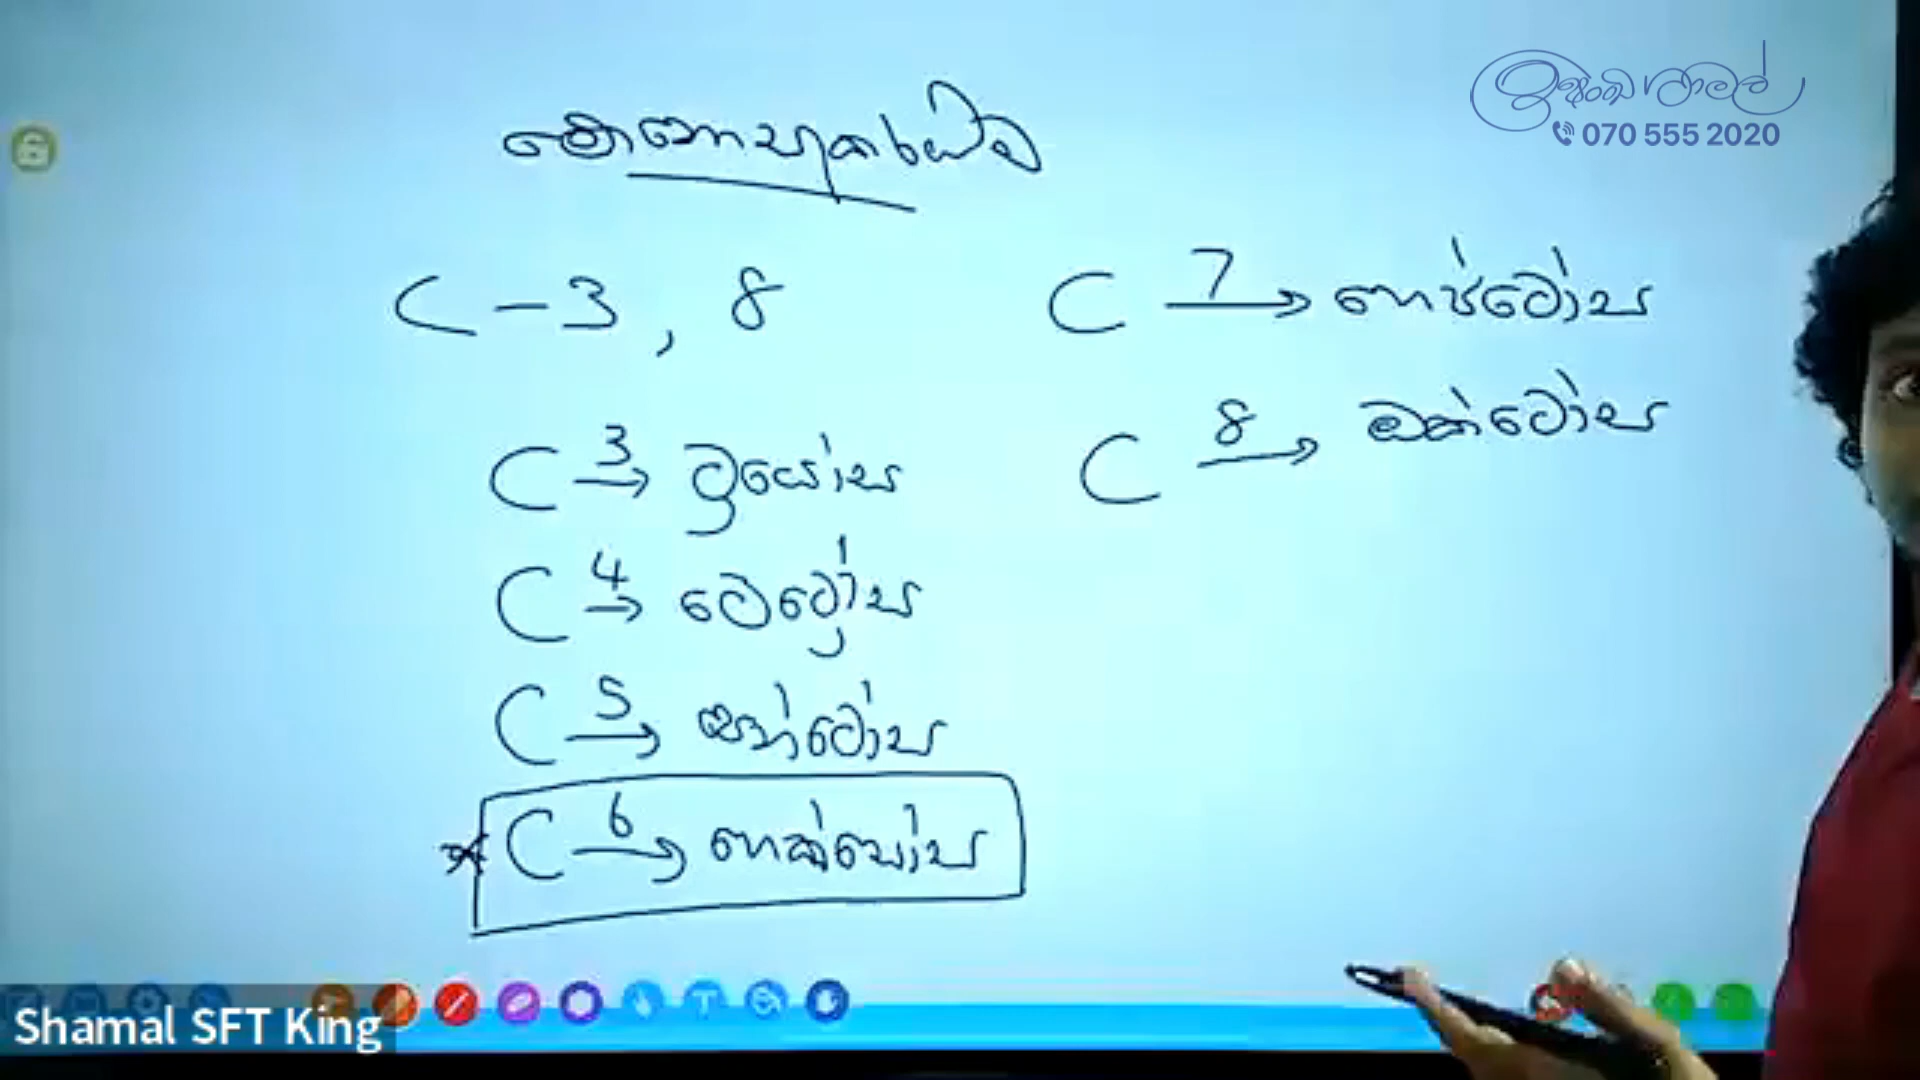 මොනොසැකරයිඩ
C - 3, 8
C 3→ ට්‍රයෝස
C 4→ ටෙට්‍රෝස
C 5→ පෙන්ටෝස
* C 6→ හෙක්සෝස
C 7→ හෙප්ටෝස
C 8→ ඔක්ටෝස
070 555 2020
Shamal SFT King